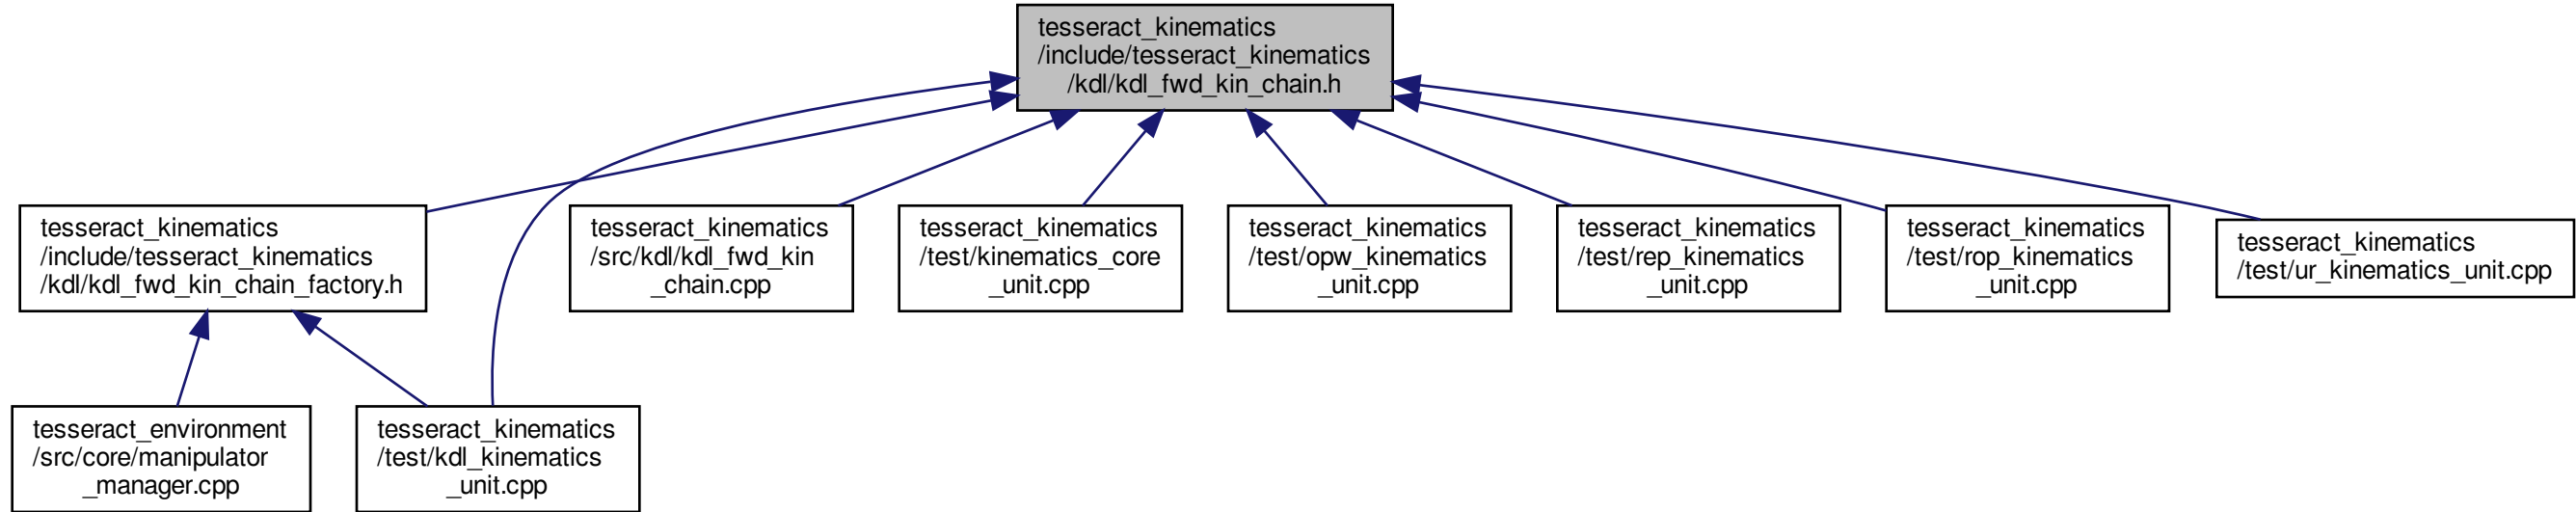 tesseract_kinematics
/include/tesseract_kinematics
/kdl/kdl_fwd_kin_chain.h
tesseract_kinematics
/include/tesseract_kinematics
/kdl/kdl_fwd_kin_chain_factory.h
tesseract_kinematics
/src/kdl/kdl_fwd_kin
_chain.cpp
tesseract_kinematics
/test/kinematics_core
_unit.cpp
tesseract_kinematics
/test/opw_kinematics
_unit.cpp
tesseract_kinematics
/test/rep_kinematics
_unit.cpp
tesseract_kinematics
/test/rop_kinematics
_unit.cpp
tesseract_kinematics
/test/ur_kinematics_unit.cpp
tesseract_environment
/src/core/manipulator
_manager.cpp
tesseract_kinematics
/test/kdl_kinematics
_unit.cpp